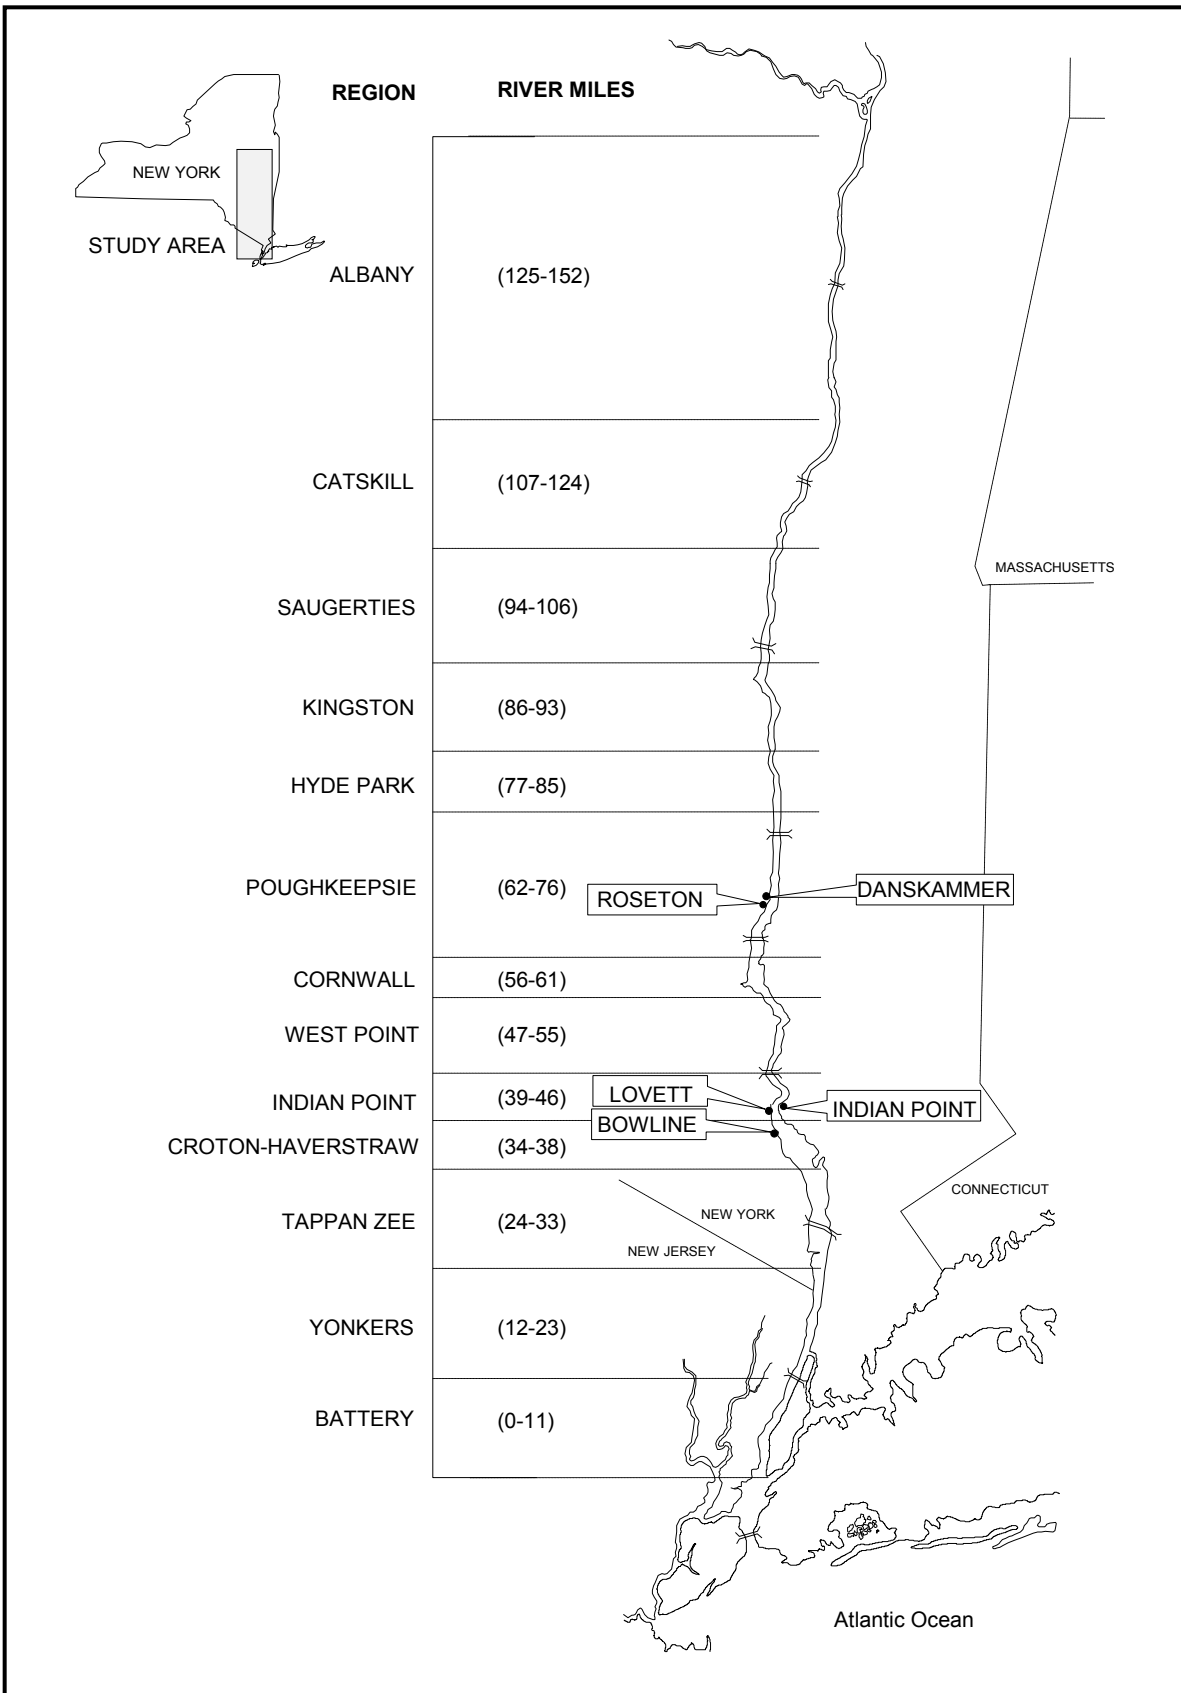 REGION RIVER MILES
NEW YORK
STUDY AREA
ALBANY (125-152)
CATSKILL (107-124)
MASSACHUSETTS
SAUGERTIES (94-106)
KINGSTON (86-93)
HYDE PARK (77-85)
POUGHKEEPSIE (62-76)
ROSETON
DANSKAMMER
CORNWALL (56-61)
WEST POINT (47-55)
INDIAN POINT (39-46)
LOVETT
INDIAN POINT
BOWLINE
CROTON-HAVERSTRAW (34-38)
CONNECTICUT
TAPPAN ZEE (24-33)
NEW YORK
NEW JERSEY
YONKERS (12-23)
BATTERY (0-11)
Atlantic Ocean